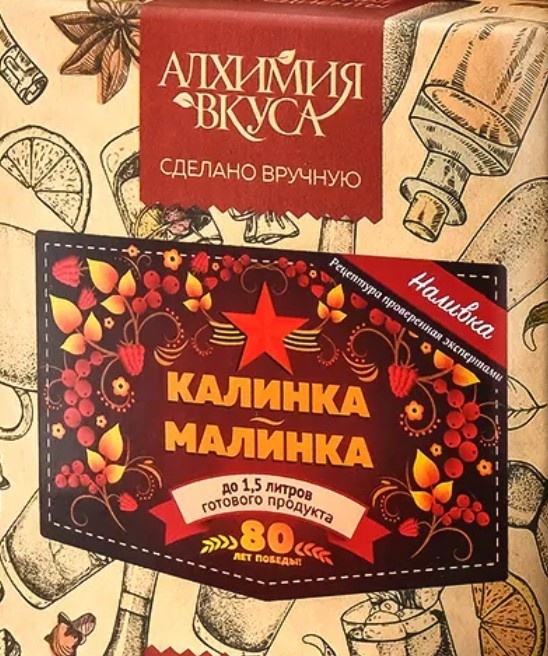 АЛХИМИЯ
ВКУСА
СДЕЛАНО ВРУЧНУЮ
Наливка
Рецептура проверенная экспертами
КАЛИНКА
~
МАЛИНКА
до 1,5 литров
готового продукта
80
ЛЕТ ПОБЕДЫ!